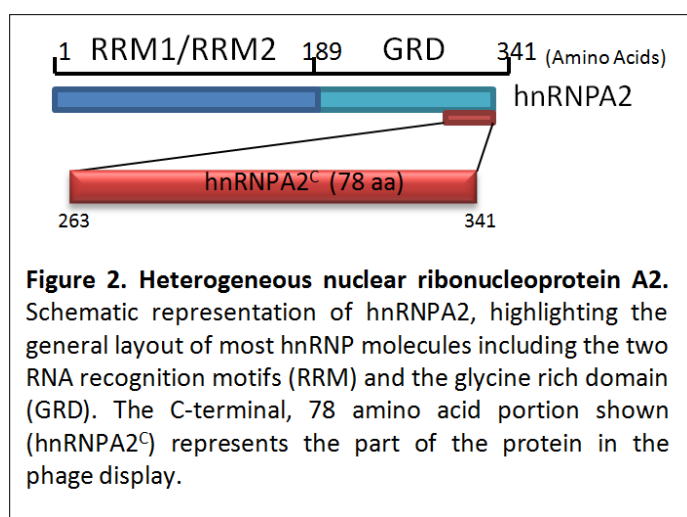 1 RRM1/RRM2 189 GRD 341 (Amino Acids)
hnRNPA2
hnRNPA2ᶜ (78 aa)
263 341
Figure 2. Heterogeneous nuclear ribonucleoprotein A2.
Schematic representation of hnRNPA2, highlighting the
general layout of most hnRNP molecules including the two
RNA recognition motifs (RRM) and the glycine rich domain
(GRD). The C-terminal, 78 amino acid portion shown
(hnRNPA2ᶜ) represents the part of the protein in the
phage display.